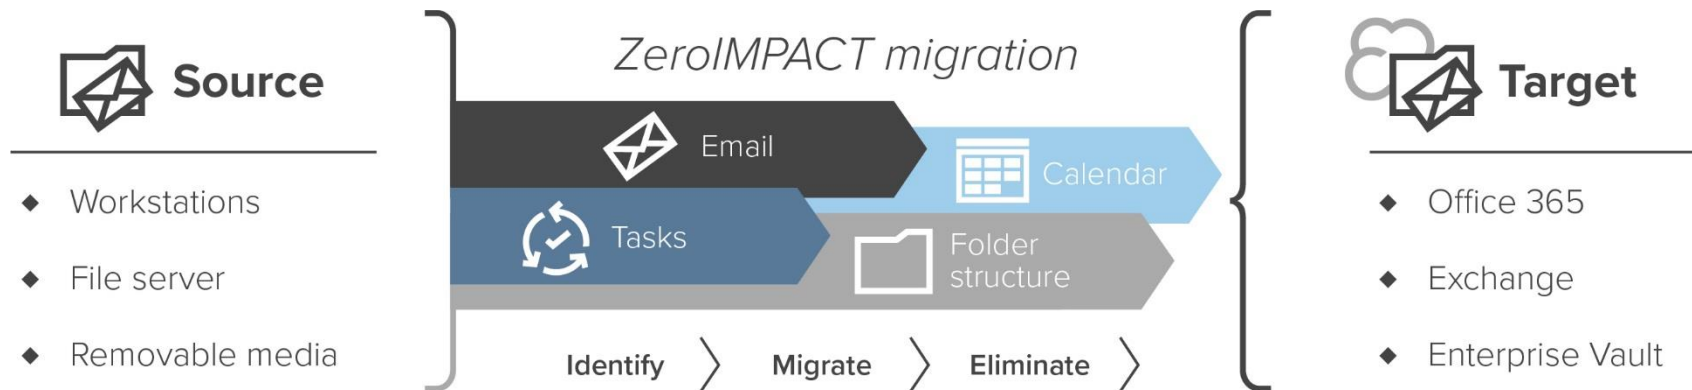 ZeroIMPACT migration
Source
Workstations
File server
Removable media
Email
Calendar
Tasks
Folder
structure
Identify
Migrate
Eliminate
Target
Office 365
Exchange
Enterprise Vault